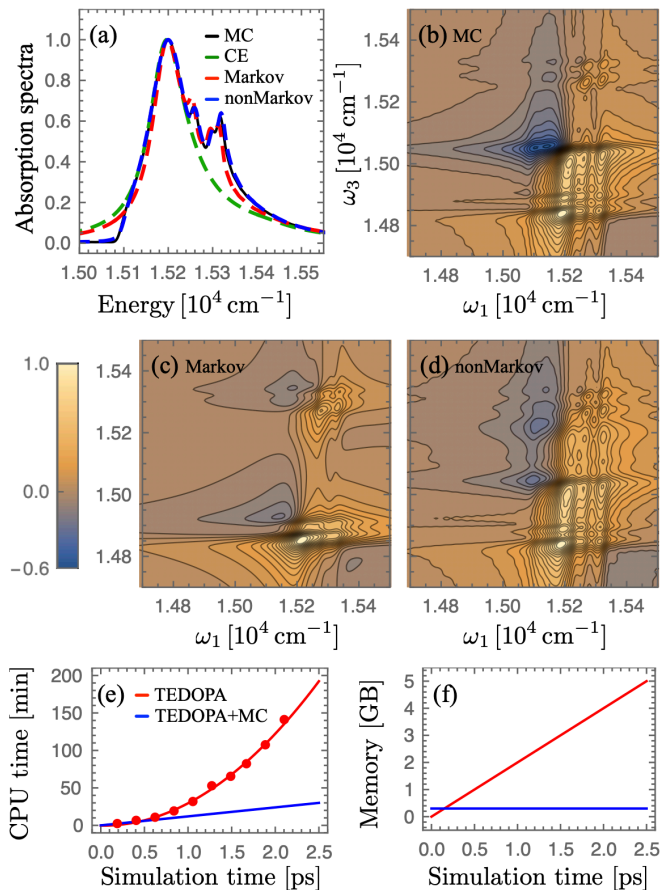 (a)
MC
CE
Markov
nonMarkov
Absorption spectra
1.0
0.8
0.6
0.4
0.2
0.0
1.50 1.51 1.52 1.53 1.54 1.55
Energy [10⁴ cm⁻¹]
(b) MC
ω₃ [10⁴ cm⁻¹]
1.54
1.52
1.50
1.48
1.48 1.50 1.52 1.54
ω₁ [10⁴ cm⁻¹]
1.0
0.0
−0.6
(c) Markov
1.54
1.52
1.50
1.48
1.48 1.50 1.52 1.54
ω₁ [10⁴ cm⁻¹]
(d) nonMarkov
1.48 1.50 1.52 1.54
ω₁ [10⁴ cm⁻¹]
(e)
TEDOPA
TEDOPA+MC
CPU time [min]
200
150
100
50
0
0.0 0.5 1.0 1.5 2.0 2.5
Simulation time [ps]
(f)
Memory [GB]
5
4
3
2
1
0
0.0 0.5 1.0 1.5 2.0 2.5
Simulation time [ps]